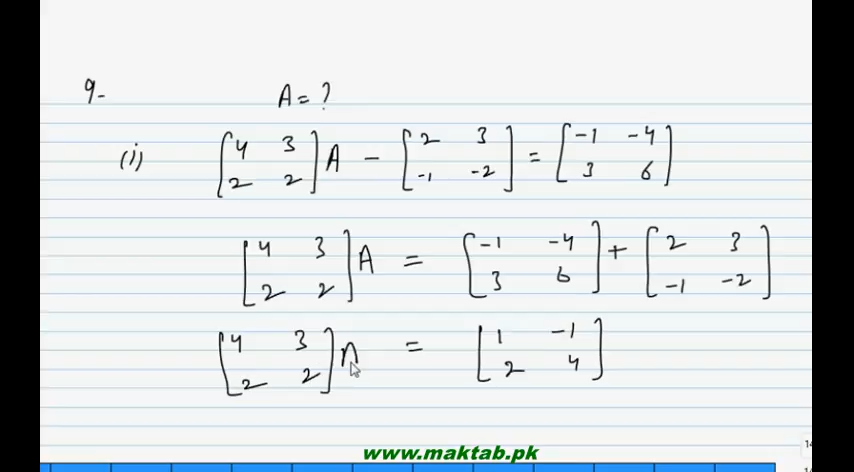 9- A = ?
(i) [4 3; 2 2] A - [2 3; -1 -2] = [-1 -4; 3 6]
[4 3; 2 2] A = [-1 -4; 3 6] + [2 3; -1 -2]
[4 3; 2 2] A = [1 -1; 2 4]
www.maktab.pk